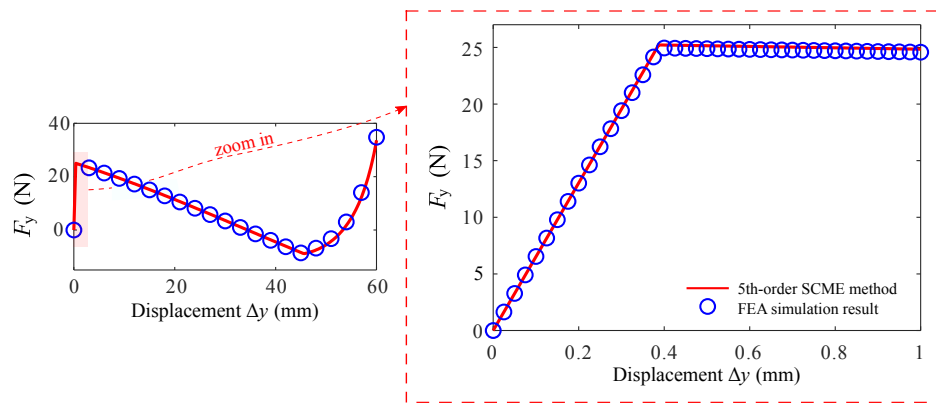 40
20
0
0
20
40
60
F_y (N)
Displacement Δy (mm)
zoom in
25
20
15
10
5
0
0
0.2
0.4
0.6
0.8
1
F_y (N)
Displacement Δy (mm)
5th-order SCME method
FEA simulation result